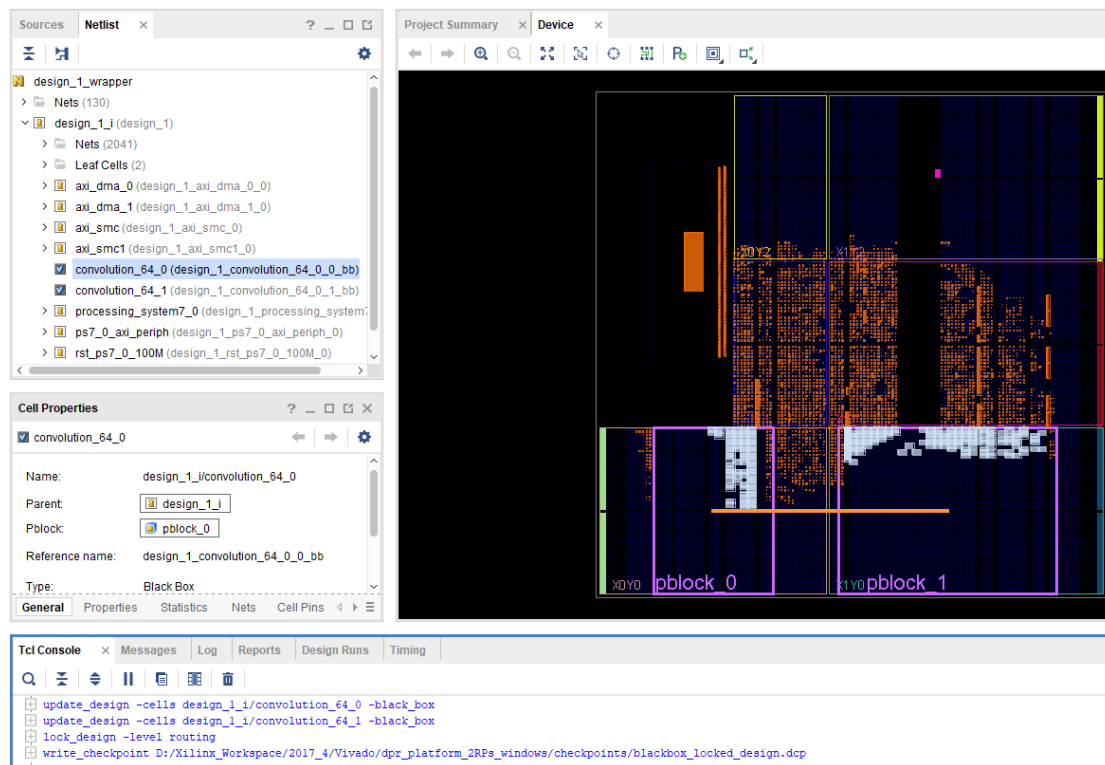 Sources Netlist
design_1_wrapper
Nets (130)
design_1_i (design_1)
Nets (2041)
Leaf Cells (2)
axi_dma_0 (design_1_axi_dma_0_0)
axi_dma_1 (design_1_axi_dma_1_0)
axi_smc (design_1_axi_smc_0)
axi_smc1 (design_1_axi_smc1_0)
convolution_64_0 (design_1_convolution_64_0_0_bb)
convolution_64_1 (design_1_convolution_64_0_1_bb)
processing_system7_0 (design_1_processing_system7
ps7_0_axi_periph (design_1_ps7_0_axi_periph_0)
rst_ps7_0_100M (design_1_rst_ps7_0_100M_0)
Cell Properties
convolution_64_0
Name: design_1_i/convolution_64_0
Parent: design_1_i
Pblock: pblock_0
Reference name: design_1_convolution_64_0_0_bb
Type: Black Box
General Properties Statistics Nets Cell Pins
Project Summary Device
X0Y2
X0Y0 pblock_0 X1Y0 pblock_1
Tcl Console Messages Log Reports Design Runs Timing
update_design -cells design_1_i/convolution_64_0 -black_box
update_design -cells design_1_i/convolution_64_1 -black_box
lock_design -level routing
write_checkpoint D:/Xilinx_Workspace/2017_4/Vivado/dpr_platform_2RPs_windows/checkpoints/blackbox_locked_design.dcp